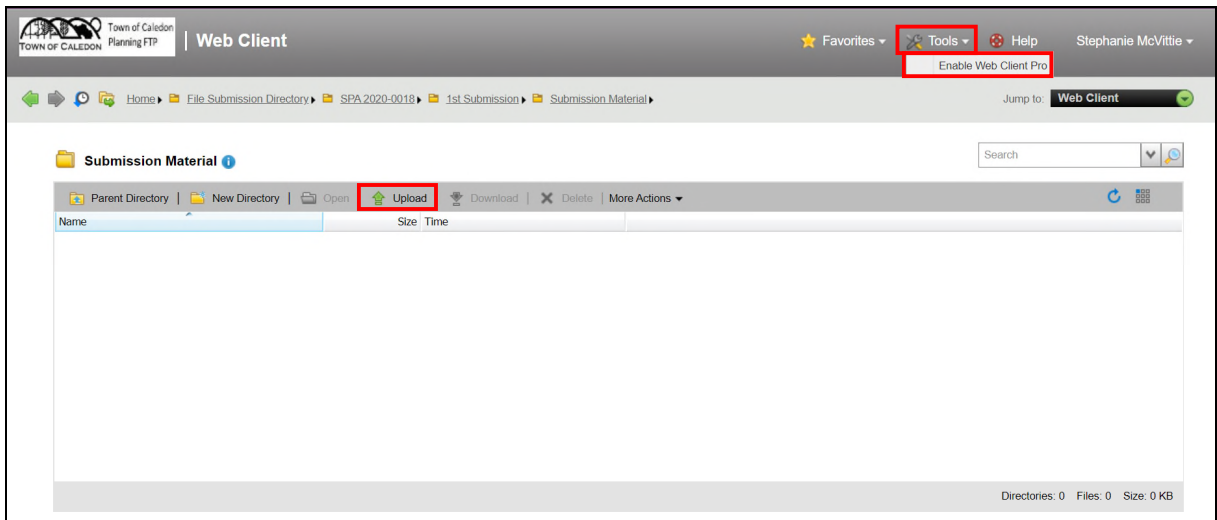 TOWN OF CALEDON
Town of Caledon
Planning FTP
Web Client
Favorites
Tools
Help
Stephanie McVittie
Enable Web Client Pro
Home
File Submission Directory
SPA 2020-0018
1st Submission
Submission Material
Jump to: Web Client
Submission Material
Search
Parent Directory | New Directory | Open Upload Download | Delete | More Actions
Name Size Time
Directories: 0 Files: 0 Size: 0 KB